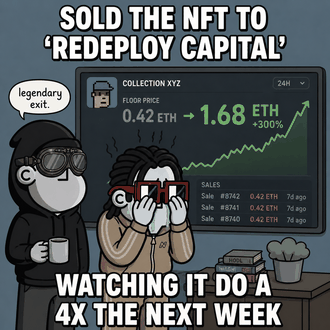 SOLD THE NFT TO
‘REDEPLOY CAPITAL’
COLLECTION XYZ
24H
FLOOR PRICE
0.42 ETH → 1.68 ETH
+300%
legendary
exit.
SALES
Sale #8742 0.42 ETH 7d ago
Sale #8741 0.42 ETH 7d ago
Sale #8740 0.42 ETH 7d ago
WATCHING IT DO A
4X THE NEXT WEEK